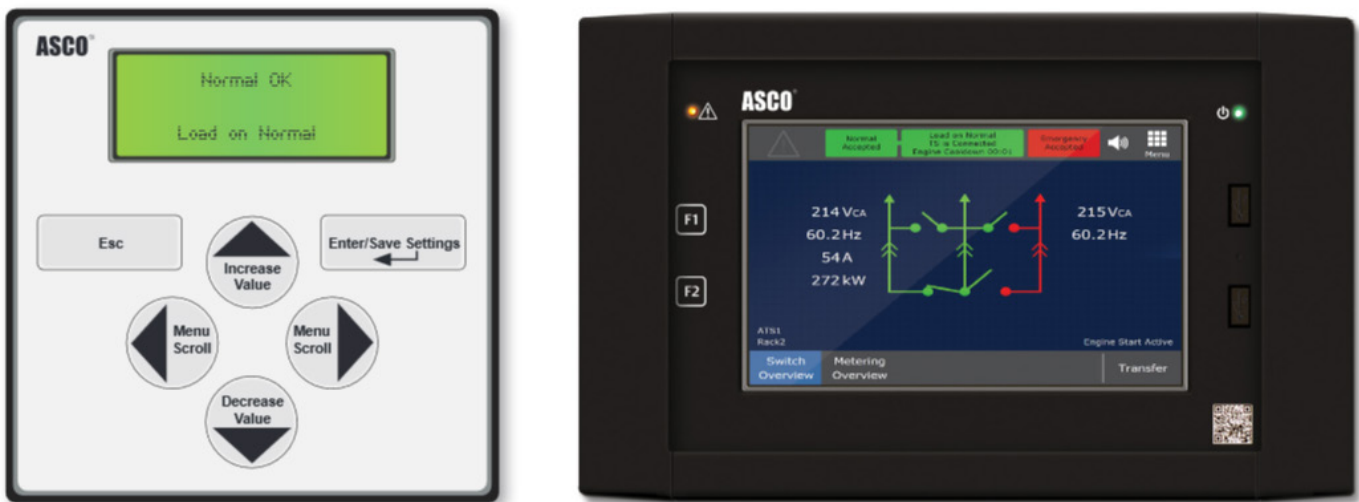 ASCO®
Normal OK
Load on Normal
Esc
Increase
Value
Enter/Save Settings
Menu
Scroll
Menu
Scroll
Decrease
Value
ASCO®
Normal
Accepted
Load on Normal
TS is Connected
Engine Cooldown 00:01
Emergency
Accepted
Menu
F1
214 VCA
60.2 Hz
54 A
272 kW
215 VCA
60.2 Hz
F2
ATS1
Rack2
Engine Start Active
Switch
Overview
Metering
Overview
Transfer